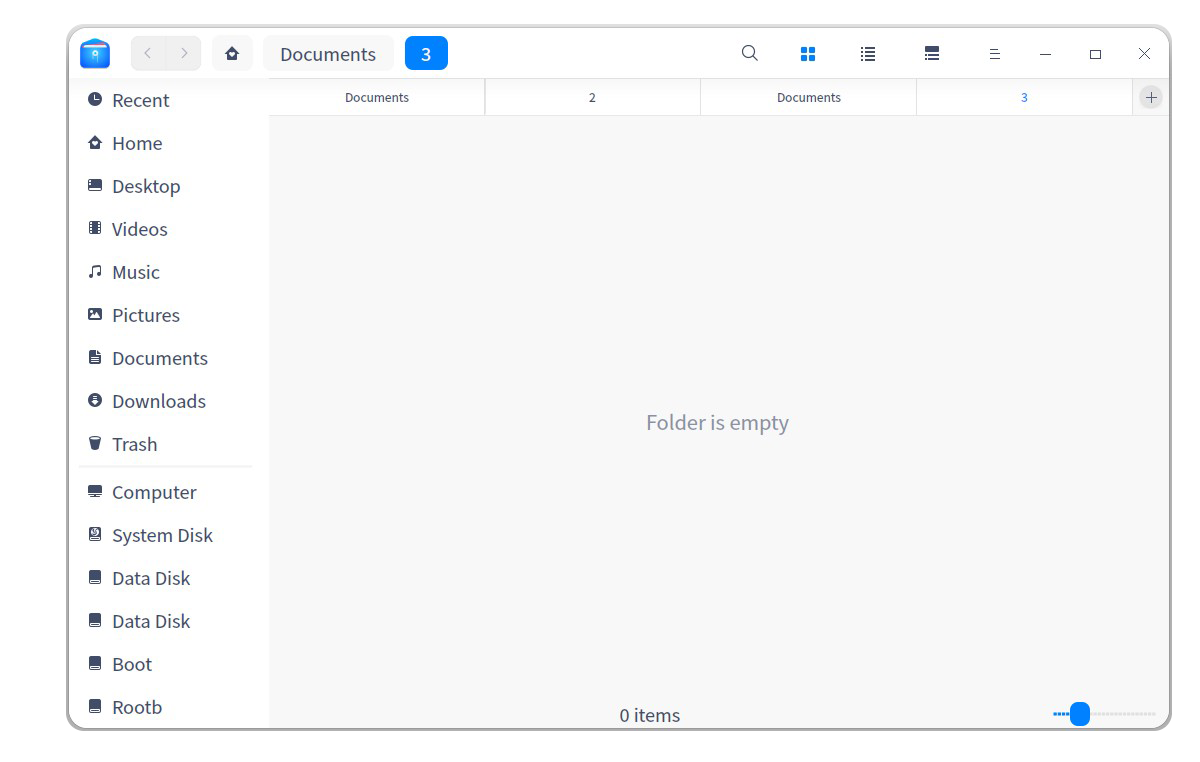 Documents 3
Documents 2 Documents 3
Recent
Home
Desktop
Videos
Music
Pictures
Documents
Downloads
Trash
Computer
System Disk
Data Disk
Data Disk
Boot
Rootb
Folder is empty
0 items